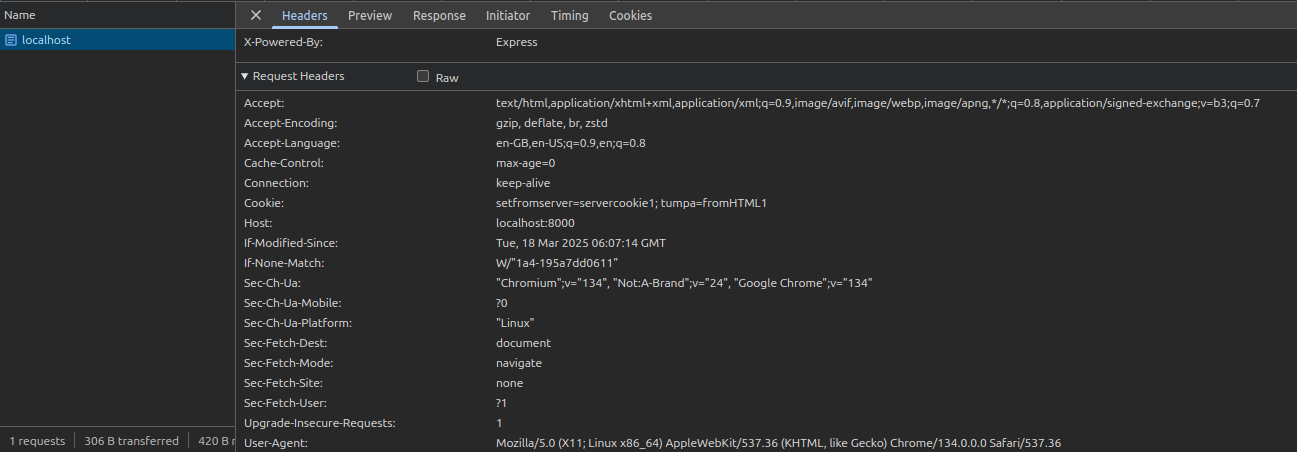 Name
Headers Preview Response Initiator Timing Cookies
localhost
X-Powered-By: Express
Request Headers Raw
Accept: text/html,application/xhtml+xml,application/xml;q=0.9,image/avif,image/webp,image/apng,*/*;q=0.8,application/signed-exchange;v=b3;q=0.7
Accept-Encoding: gzip, deflate, br, zstd
Accept-Language: en-GB,en-US;q=0.9,en;q=0.8
Cache-Control: max-age=0
Connection: keep-alive
Cookie: setfromserver=servercookie1; tumpa=fromHTML1
Host: localhost:8000
If-Modified-Since: Tue, 18 Mar 2025 06:07:14 GMT
If-None-Match: W/"1a4-195a7dd0611"
Sec-Ch-Ua: "Chromium";v="134", "Not:A-Brand";v="24", "Google Chrome";v="134"
Sec-Ch-Ua-Mobile: ?0
Sec-Ch-Ua-Platform: "Linux"
Sec-Fetch-Dest: document
Sec-Fetch-Mode: navigate
Sec-Fetch-Site: none
Sec-Fetch-User: ?1
Upgrade-Insecure-Requests: 1
User-Agent: Mozilla/5.0 (X11; Linux x86_64) AppleWebKit/537.36 (KHTML, like Gecko) Chrome/134.0.0.0 Safari/537.36
1 requests 306 B transferred 420 B r